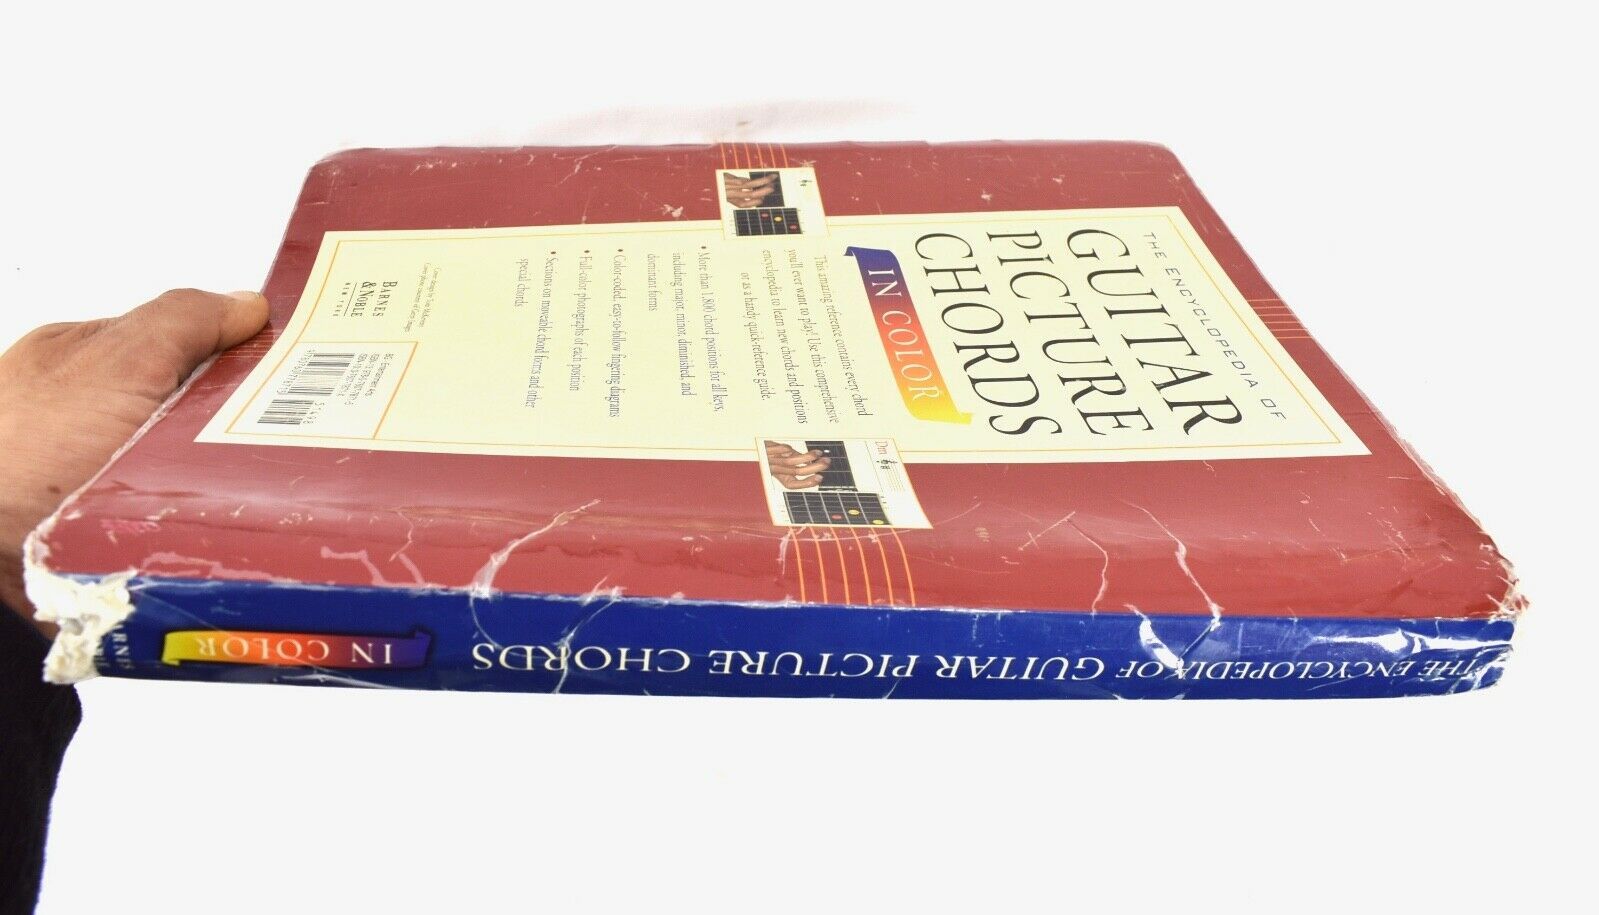 THE ENCYCLOPEDIA OF
GUITAR
PICTURE
CHORDS
IN COLOR
This amazing reference contains every chord
you'll ever want to play! Use this comprehensive
encyclopedia to learn new chords and positions
or as a handy quick-reference guide.
• More than 1,800 chord positions for all keys,
including major, minor, diminished, and
dominant forms
• Color-coded, easy-to-follow fingering diagrams
• Full-color photographs of each position
• Sections on moveable chord forms and other
special chords
Dm
BARNES
& NOBLE
NEW YORK
THE ENCYCLOPEDIA OF GUITAR PICTURE CHORDS
IN COLOR